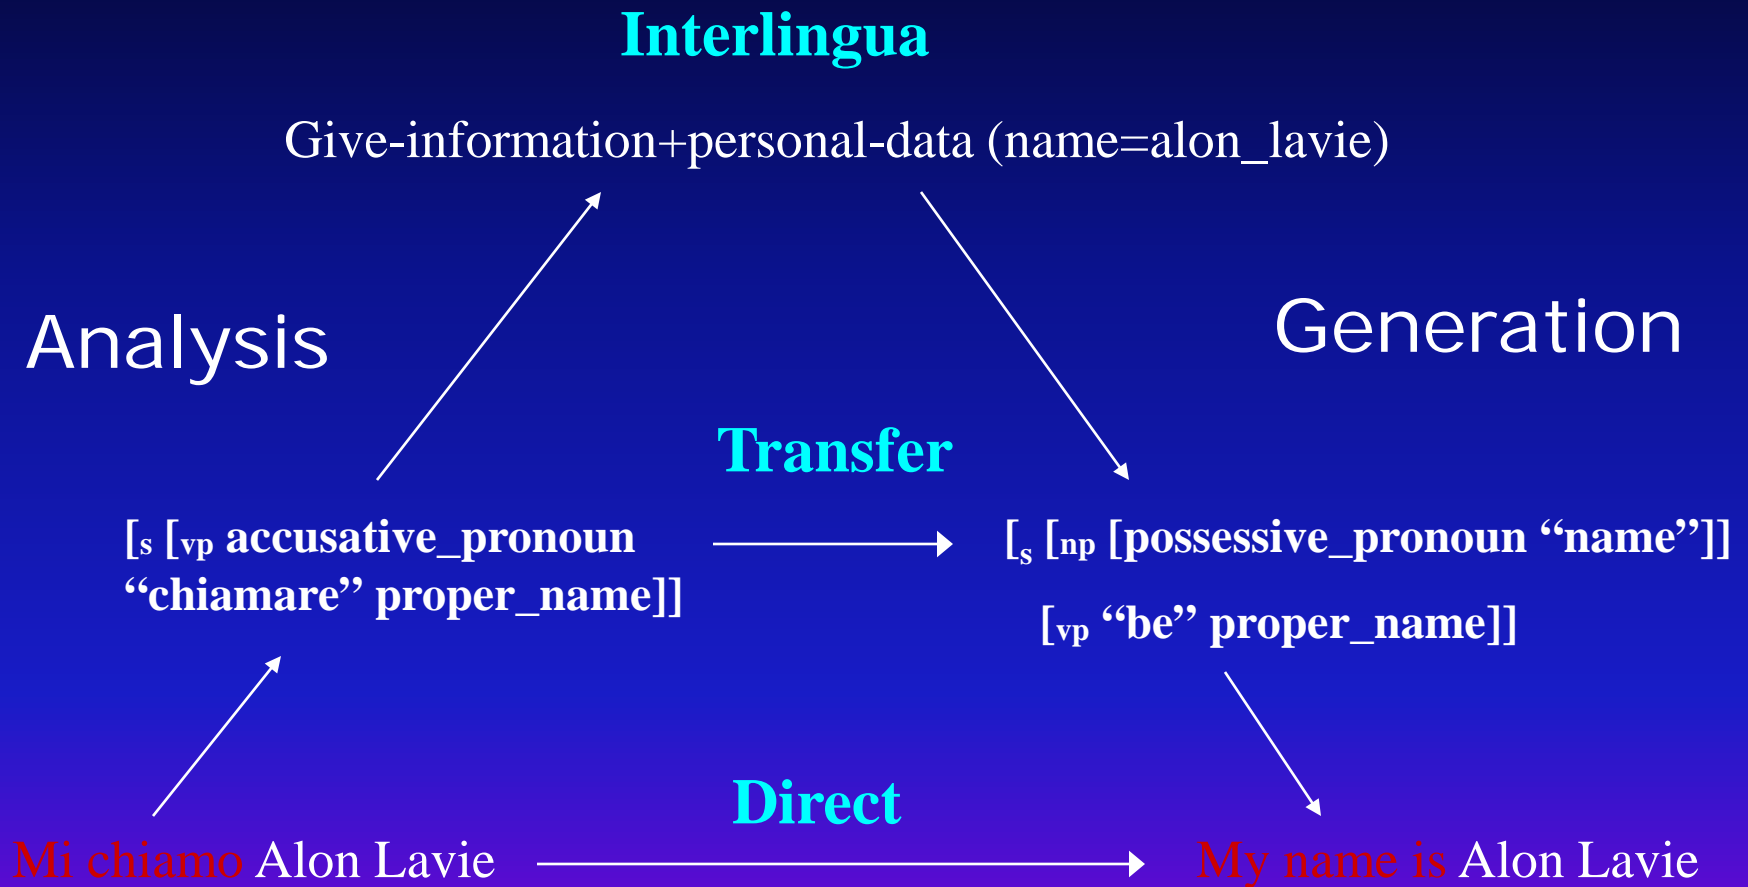 Interlingua
Give-information+personal-data (name=alon_lavie)
Analysis
Generation
Transfer
[s [vp accusative_pronoun
“chiamare” proper_name]]
[s [np [possessive_pronoun “name”]]
[vp “be” proper_name]]
Direct
Mi chiamo Alon Lavie
My name is Alon Lavie